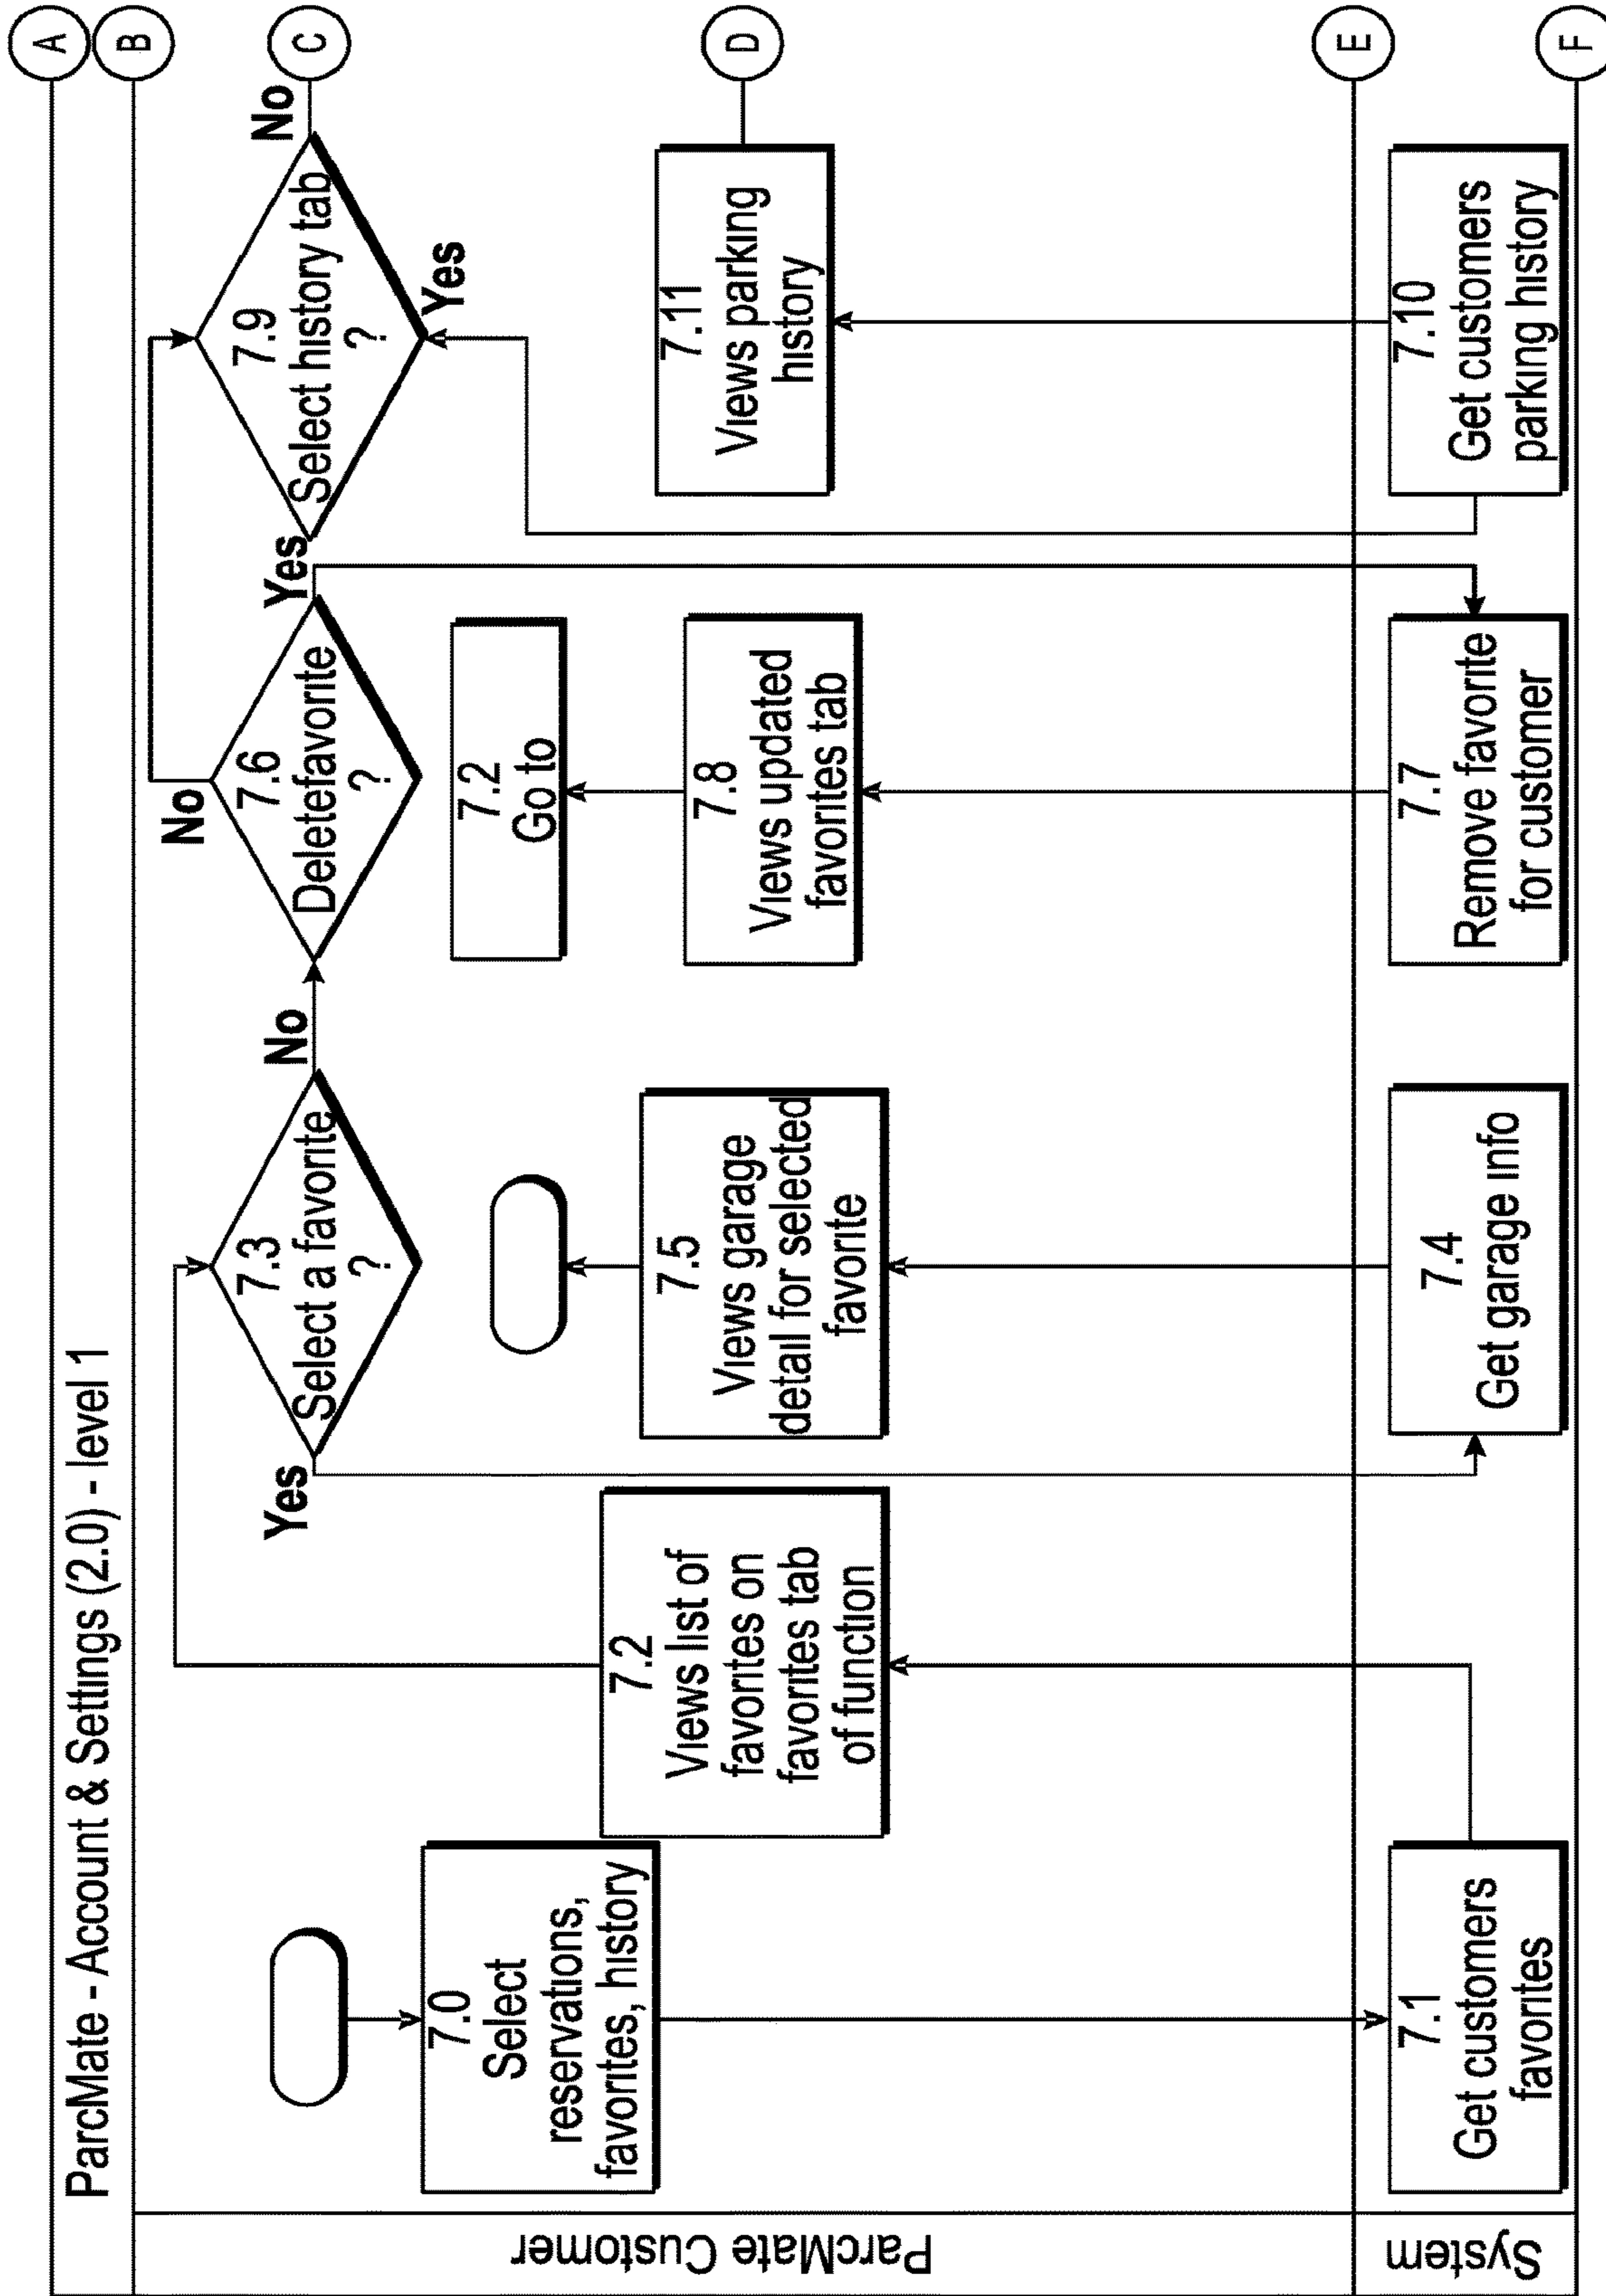 ParcMate - Account & Settings (2.0) - level 1
A
B
C
D
E
F
ParcMate Customer
System
7.0
Select
reservations,
favorites, history
7.1
Get customers
favorites
7.2
Views list of
favorites on
favorites tab
of function
7.3
Select a favorite
?
Yes
No
7.4
Get garage info
7.5
Views garage
detail for selected
favorite
7.6
Deletefavorite
?
No
Yes
7.2
Go to
7.8
Views updated
favorites tab
7.7
Remove favorite
for customer
7.9
Select history tab
?
No
Yes
7.11
Views parking
history
7.10
Get customers
parking history